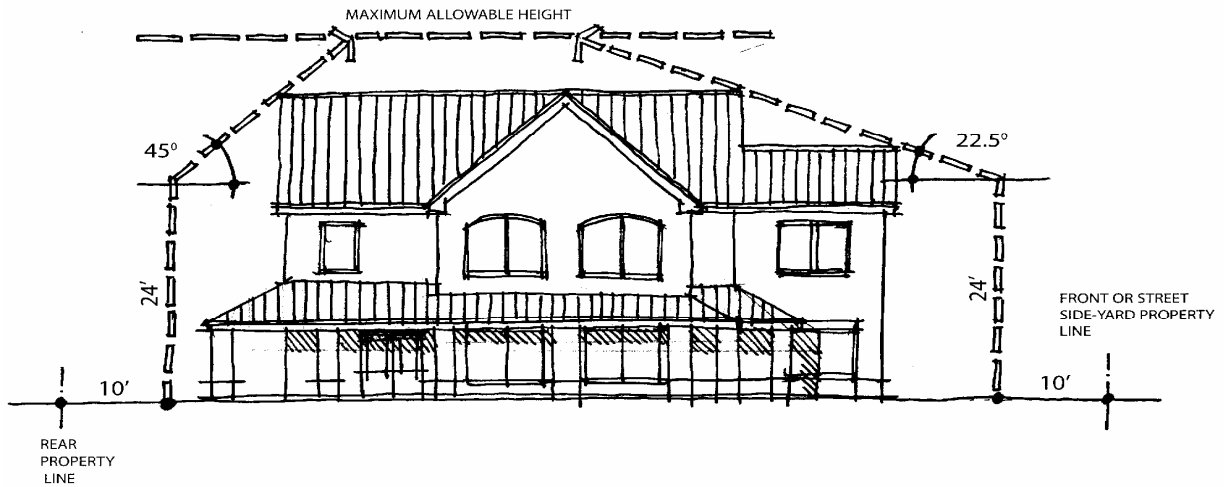 MAXIMUM ALLOWABLE HEIGHT
45°
22.5°
24'
24'
FRONT OR STREET
SIDE-YARD PROPERTY
LINE
10'
10'
REAR
PROPERTY
LINE